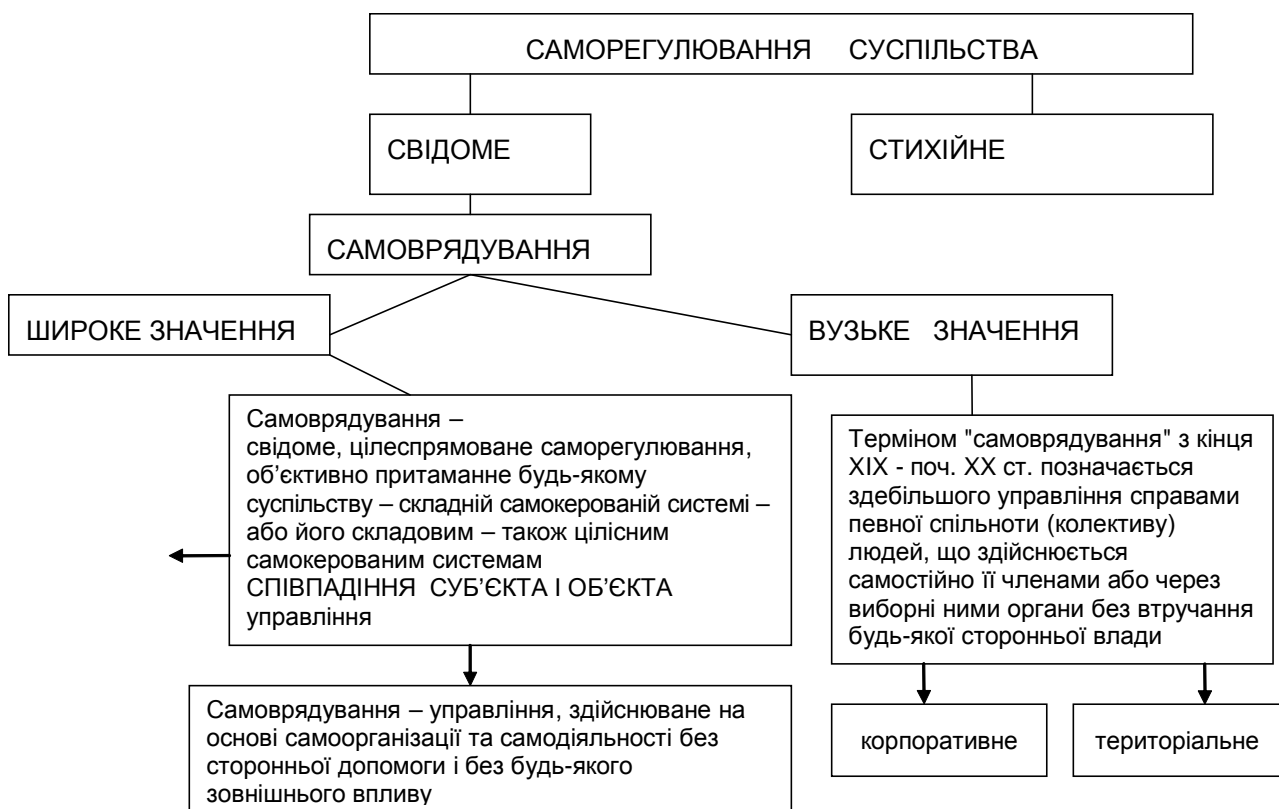 САМОРЕГУЛЮВАННЯ СУСПІЛЬСТВА
СВІДОМЕ
СТИХІЙНЕ
САМОВРЯДУВАННЯ
ШИРОКЕ ЗНАЧЕННЯ
ВУЗЬКЕ ЗНАЧЕННЯ
Самоврядування –
свідоме, цілеспрямоване саморегулювання,
об’єктивно притаманне будь-якому
суспільству – складній самокерованій системі –
або його складовим – також цілісним
самокерованим системам
СПІВПАДІННЯ СУБ’ЄКТА І ОБ’ЄКТА
управління
Терміном "самоврядування" з кінця
XIX - поч. XX ст. позначається
здебільшого управління справами
певної спільноти (колективу)
людей, що здійснюється
самостійно її членами або через
виборні ними органи без втручання
будь-якої сторонньої влади
Самоврядування – управління, здійснюване на
основі самоорганізації та самодіяльності без
сторонньої допомоги і без будь-якого
зовнішнього впливу
корпоративне
територіальне